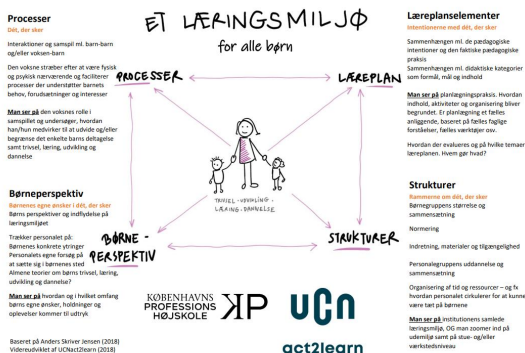 ET LÆRINGSMILJØ
for alle børn
Processer
Dét, der sker
Interaktioner og samspil ml. barn-barn
og/eller voksen-barn
Den voksne stræber efter at være fysisk
og psykisk nærværende og faciliterer
processer der understøtter barnets
behov, forudsætninger og interesser
Man ser på den voksnes rolle i
samspillet og undersøger, hvordan
han/hun medvirker til at udvide og/eller
begrænse det enkelte barns deltagelse
samt trivsel, læring, udvikling og
dannelse
PROCESSER
LÆREPLAN
Læreplanselementer
Intentionerne med dét, der sker
Sammenhængen ml. de pædagogiske
intentioner og den faktiske pædagogiske
praksis
Sammenhængen ml. didaktiske kategorier
som formål, mål og indhold
Man ser på planlægningspraksis. Hvordan
indhold, aktiviteter og organisering bliver
begrundet. Er planlægning et fælles
anliggende, baseret på fælles faglige
forståelser, fælles værktøjer osv.
Hvordan der evalueres og på hvilke temaer i
læreplanen. Hvem gør hvad?
TRIVSEL - UDVIKLING -
LÆRING - DANNELSE
Børneperspektiv
Børnenes egne ønsker i dét, der sker
Børns perspektiver og indflydelse på
læringsmiljøet
Trækker personalet på:
Børnenes konkrete ytringer
Personalets egne forsøg på
at sætte sig i børnenes sted
Almene teorier om børns trivsel, læring,
udvikling og dannelse?
Man ser på hvordan og i hvilket omfang
børns egne ønsker, holdninger og
oplevelser kommer til udtryk
BØRNE -
PERSPEKTIV
STRUKTURER
Strukturer
Rammerne om dét, der sker
Børnegruppens størrelse og
sammensætning
Normering
Indretning, materialer og tilgængelighed
Personalegruppens uddannelse og
sammensætning
Organisering af tid og ressourcer – og fx
hvordan personalet cirkulerer for at kunne
være tæt på børnene
Man ser på institutionens samlede
læringsmiljø, OG man zoomer ind på
udemiljø samt på stue- og/eller
værkstedsniveau
KØBENHAVNS
PROFESSIONS
HØJSKOLE
KP
UCN
act2learn
Baseret på Anders Skriver Jensen (2018)
Videreudviklet af UCNact2learn (2018)